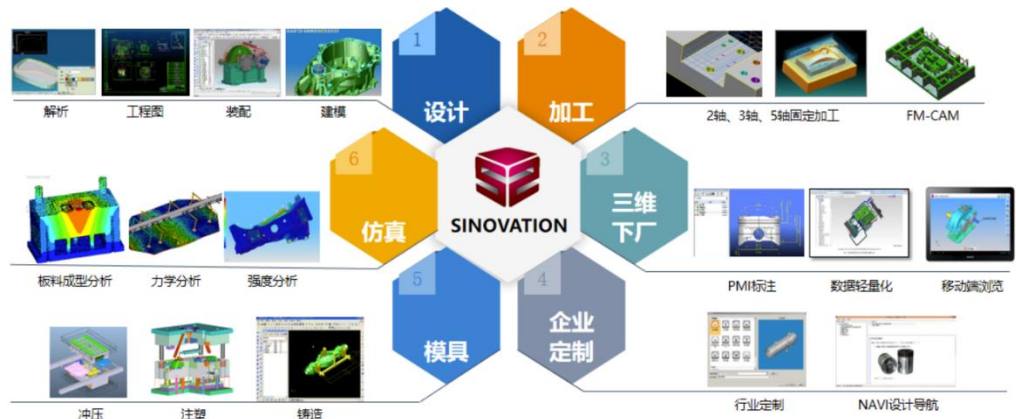 1
设计
2
加工
解析
工程图
装配
建模
2轴、3轴、5轴固定加工
FM-CAM
6
仿真
SINOVATION
3
三维
下厂
板料成型分析
力学分析
强度分析
PMI标注
数据轻量化
移动端浏览
5
模具
4
企业
定制
冲压
注塑
铸造
行业定制
NAVI设计导航